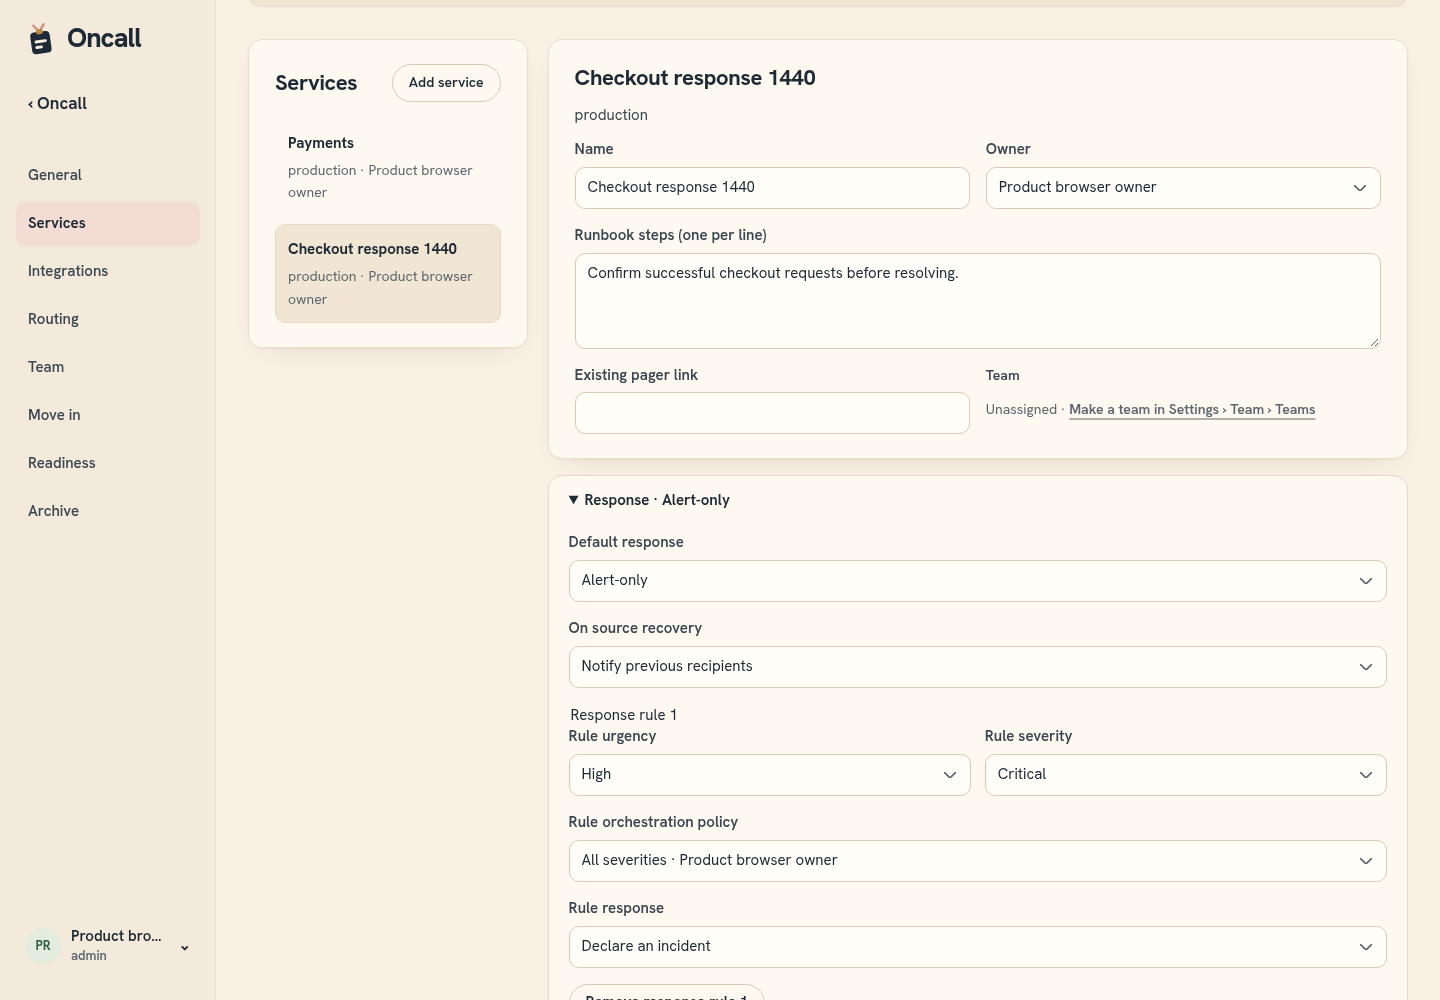 Oncall
‹ Oncall
General
Services
Integrations
Routing
Team
Move in
Readiness
Archive
PR
Product bro...
admin
Services
Add service
Payments
production · Product browser
owner
Checkout response 1440
production · Product browser
owner
Checkout response 1440
production
Name
Owner
Checkout response 1440
Product browser owner
Runbook steps (one per line)
Confirm successful checkout requests before resolving.
Existing pager link
Team
Unassigned · Make a team in Settings › Team › Teams
Response · Alert-only
Default response
Alert-only
On source recovery
Notify previous recipients
Response rule 1
Rule urgency
Rule severity
High
Critical
Rule orchestration policy
All severities · Product browser owner
Rule response
Declare an incident
Remove response rule 1